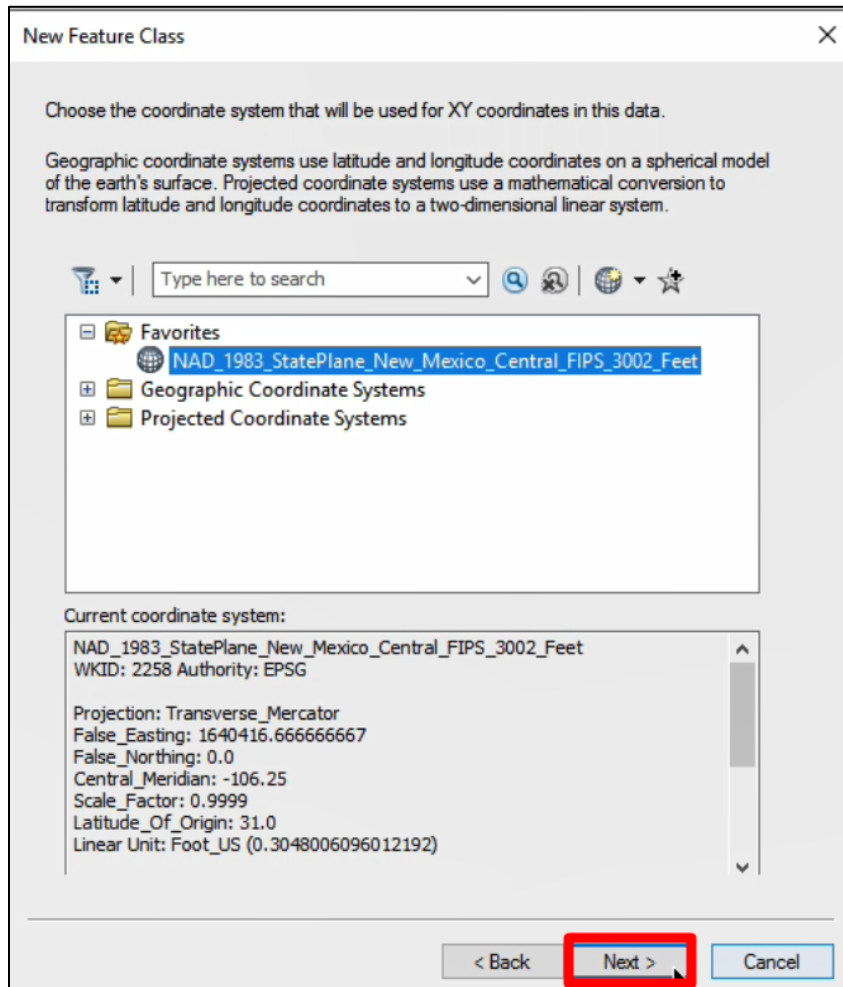 New Feature Class
Choose the coordinate system that will be used for XY coordinates in this data.
Geographic coordinate systems use latitude and longitude coordinates on a spherical model
of the earth's surface. Projected coordinate systems use a mathematical conversion to
transform latitude and longitude coordinates to a two-dimensional linear system.
Type here to search
Favorites
NAD_1983_StatePlane_New_Mexico_Central_FIPS_3002_Feet
Geographic Coordinate Systems
Projected Coordinate Systems
Current coordinate system:
NAD_1983_StatePlane_New_Mexico_Central_FIPS_3002_Feet
WKID: 2258 Authority: EPSG
Projection: Transverse_Mercator
False_Easting: 1640416.666666667
False_Northing: 0.0
Central_Meridian: -106.25
Scale_Factor: 0.9999
Latitude_Of_Origin: 31.0
Linear Unit: Foot_US (0.3048006096012192)
< Back Next > Cancel